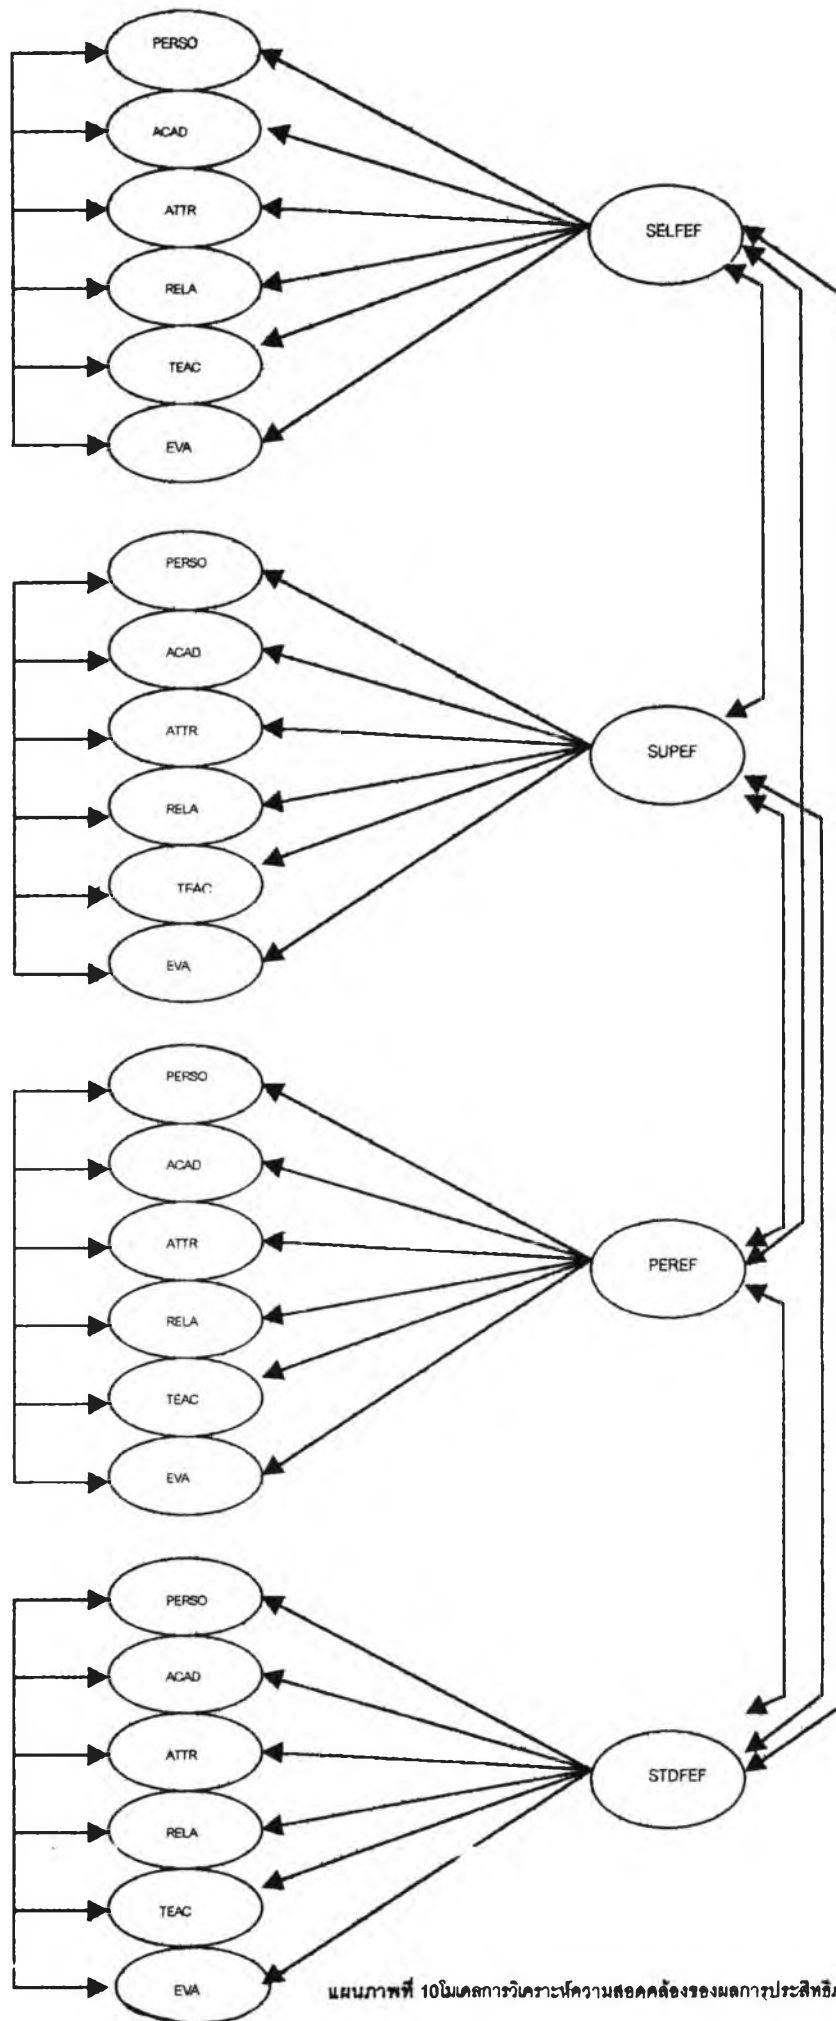 PERSO
ACAD
ATTR
RELA
TEAC
EVA
SELFEF
PERSO
ACAD
ATTR
RELA
TEAC
EVA
SUPEF
PERSO
ACAD
ATTR
RELA
TEAC
EVA
PEREF
PERSO
ACAD
ATTR
RELA
TEAC
EVA
STDFEF
แผนภาพที่ 10โมเดลการวิเคราะห์ความสอดคล้องของผลการประสิทธิภ